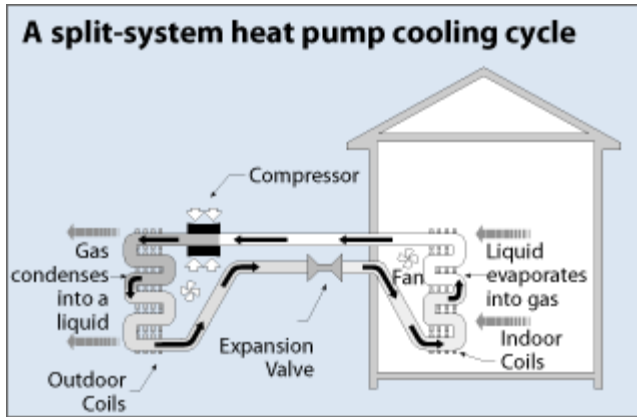 A split-system heat pump cooling cycle
Compressor
Gas
condenses
into a
liquid
Fan
Liquid
evaporates
into gas
Expansion
Valve
Outdoor
Coils
Indoor
Coils